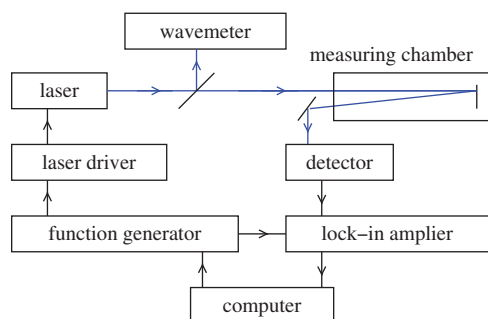 wavemeter
measuring chamber
laser
laser driver
detector
function generator
lock-in amplier
computer